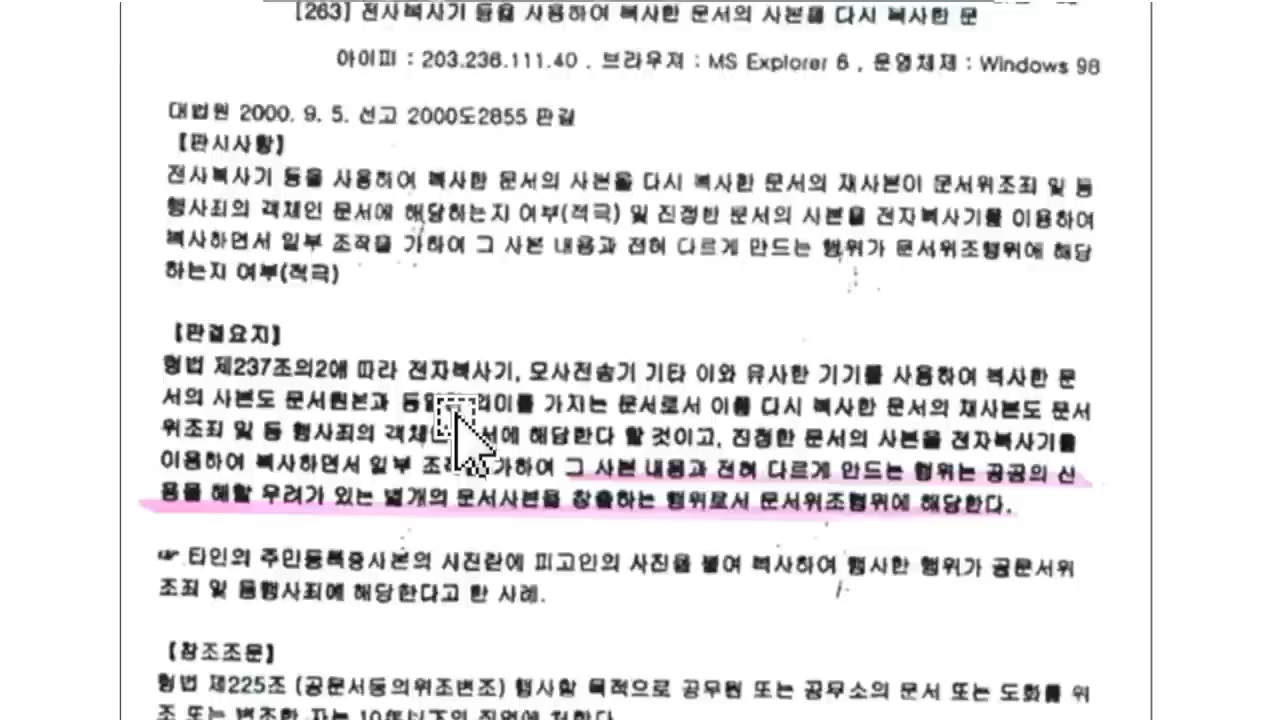 [263] 전사복사기 등을 사용하여 복사한 문서의 사본을 다시 복사한 문
아이피 : 203.236.111.40 , 브라우져 : MS Explorer 6 , 운영체제 : Windows 98
대법원 2000. 9. 5. 선고 2000도2855 판결
【판시사항】
전사복사기 등을 사용하여 복사한 문서의 사본을 다시 복사한 문서의 재사본이 문서위조죄 및 동
행사죄의 객체인 문서에 해당하는지 여부(적극) 및 진정한 문서의 사본을 전자복사기를 이용하여
복사하면서 일부 조작을 가하여 그 사본 내용과 전혀 다르게 만드는 행위가 문서위조행위에 해당
하는지 여부(적극)
【판결요지】
형법 제237조의2에 따라 전자복사기, 모사전송기 기타 이와 유사한 기기를 사용하여 복사한 문
서의 사본도 문서원본과 의미를 가지는 문서로서 이를 다시 복사한 문서의 재사본도 문서
위조죄 및 동 행사죄의 해당한다 할 것이고, 진정한 문서의 사본을 전자복사기를
이용하여 복사하면서 일부 가하여 그 사본 내용과 전혀 다르게 만드는 행위는 공공의 신
용을 해할 우려가 있는 별개의 문서사본을 창출하는 행위로서 문서위조행위에 해당한다.
☞ 타인의 주민등록증사본의 사진란에 피고인의 사진을 붙여 복사하여 행사한 행위가 공문서위
조죄 및 동행사죄에 해당한다고 한 사례.
【참조조문】
형법 제225조 (공문서등의위조변조) 행사할 목적으로 공무원 또는 공무소의 문서 또는 도화를 위
조 또는 변조한 자는 10년이하의 징역에 처한다.